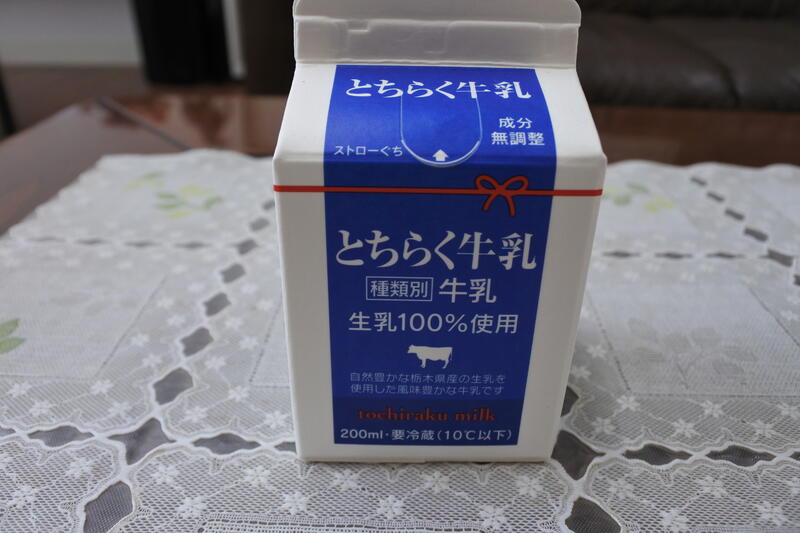 とちらく牛乳
成分
無調整
ストローぐち
とちらく牛乳
種類別 牛乳
生乳100%使用
自然豊かな栃木県産の生乳を
使用した風味豊かな牛乳です
tochiraku milk
200ml・要冷蔵(10℃以下)